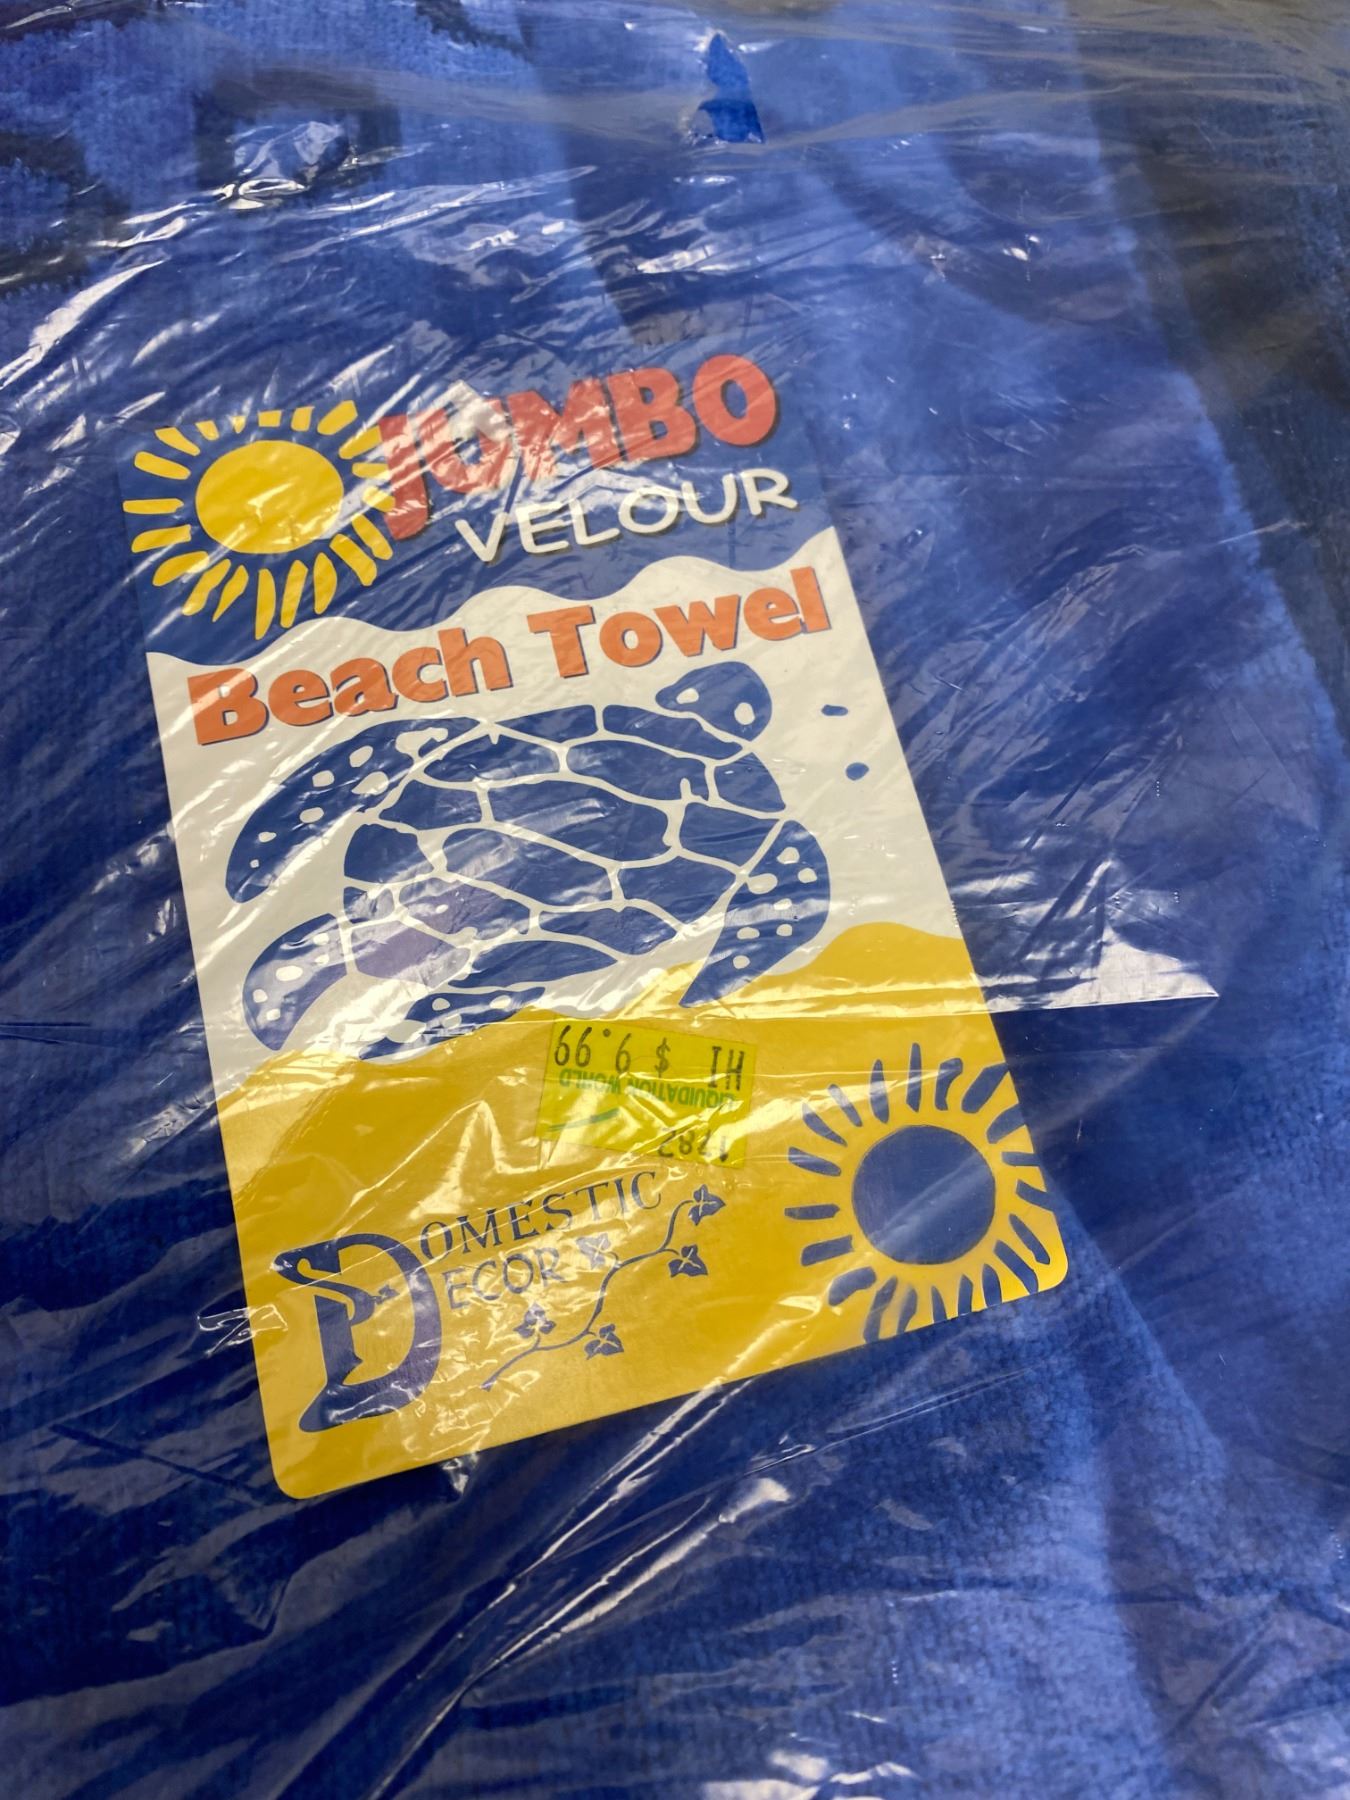 JUMBO
VELOUR
Beach Towel
HI $ 9.99
LIQUIDATION WORLD
DOMESTIC
DECOR